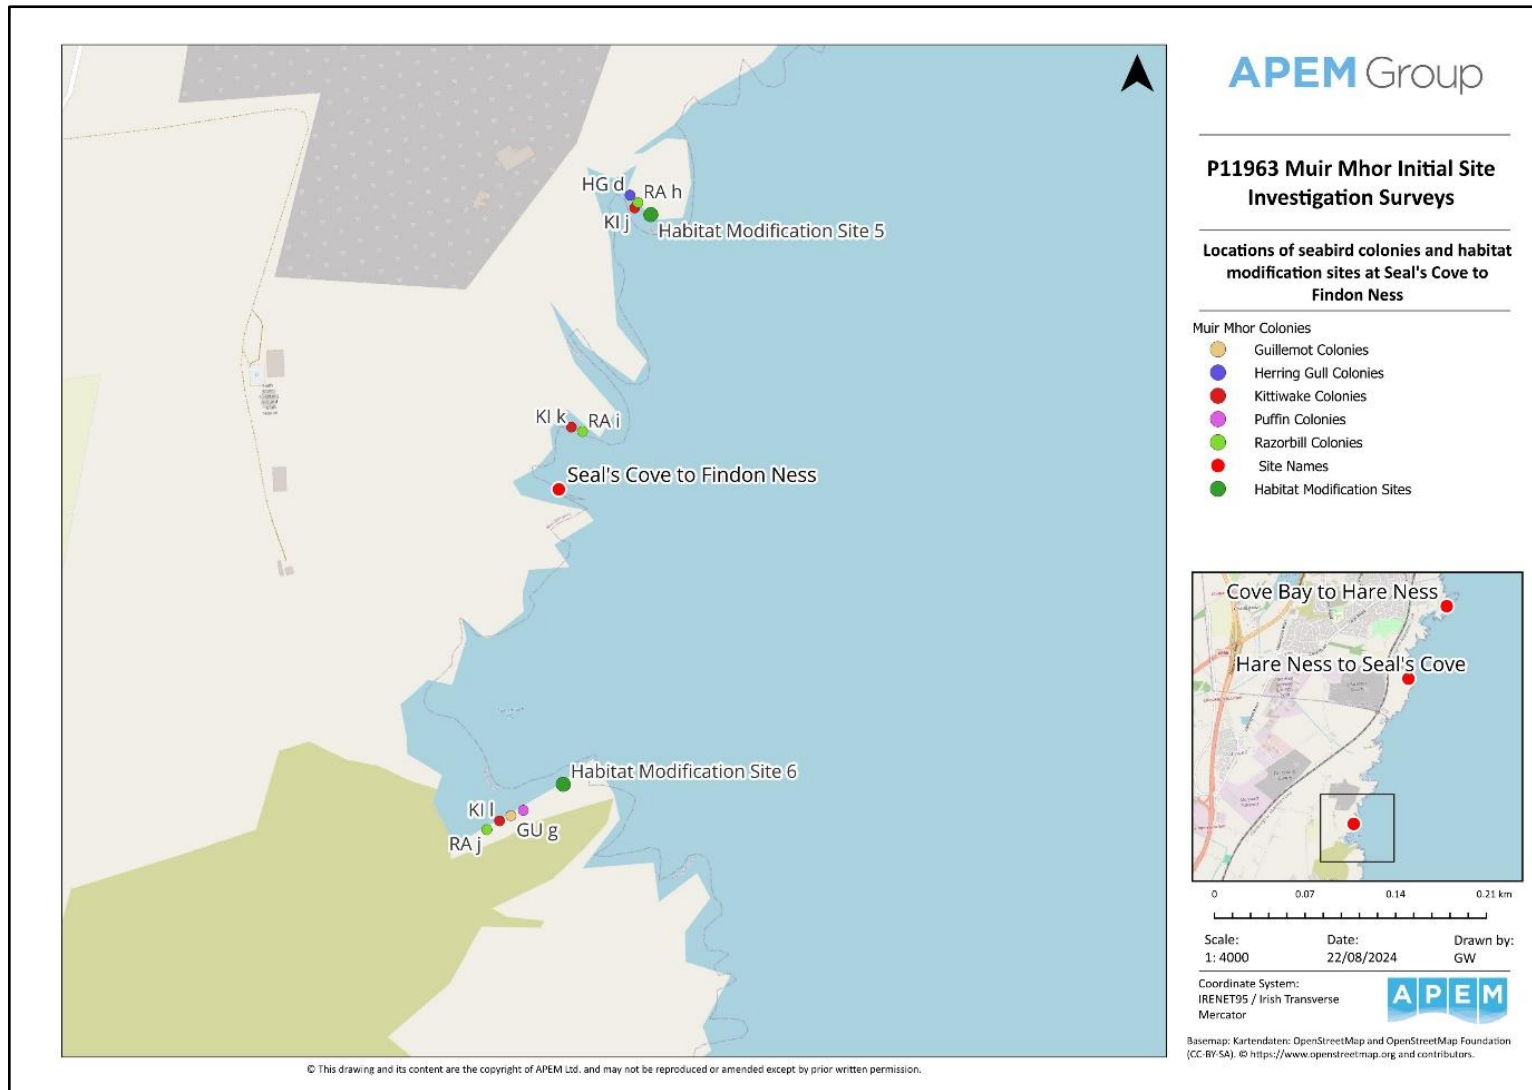 HG d
RA h
KI j
Habitat Modification Site 5
KI k
RA i
Seal's Cove to Findon Ness
Habitat Modification Site 6
KI l
GU g
RA j
APEM Group
P11963 Muir Mhor Initial Site
Investigation Surveys
Locations of seabird colonies and habitat
modification sites at Seal's Cove to
Findon Ness
Muir Mhor Colonies
Guillemot Colonies
Herring Gull Colonies
Kittiwake Colonies
Puffin Colonies
Razorbill Colonies
Site Names
Habitat Modification Sites
Cove Bay to Hare Ness
Hare Ness to Seal's Cove
0 0.07 0.14 0.21 km
Scale: Date: Drawn by:
1: 4000 22/08/2024 GW
Coordinate System:
IRENET95 / Irish Transverse
Mercator
APEM
Basemap: Kartendaten: OpenStreetMap and OpenStreetMap Foundation
(CC-BY-SA). © https://www.openstreetmap.org and contributors.
© This drawing and its content are the copyright of APEM Ltd. and may not be reproduced or amended except by prior written permission.